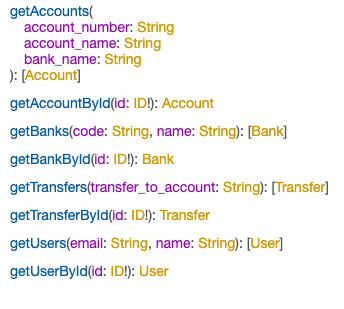 getAccounts(
account_number: String
account_name: String
bank_name: String
): [Account]
getAccountById(id: ID!): Account
getBanks(code: String, name: String): [Bank]
getBankById(id: ID!): Bank
getTransfers(transfer_to_account: String): [Transfer]
getTransferById(id: ID!): Transfer
getUsers(email: String, name: String): [User]
getUserById(id: ID!): User